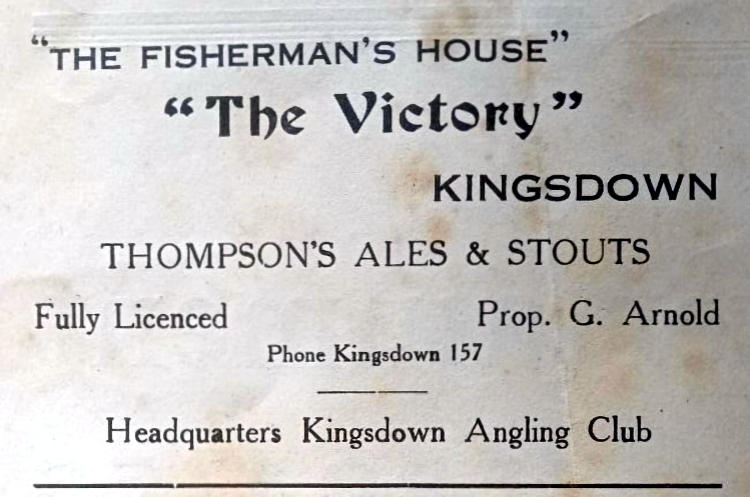 "THE FISHERMAN'S HOUSE"
"The Victory"
KINGSDOWN
THOMPSON'S ALES & STOUTS
Fully Licenced Prop. G. Arnold
Phone Kingsdown 157
Headquarters Kingsdown Angling Club